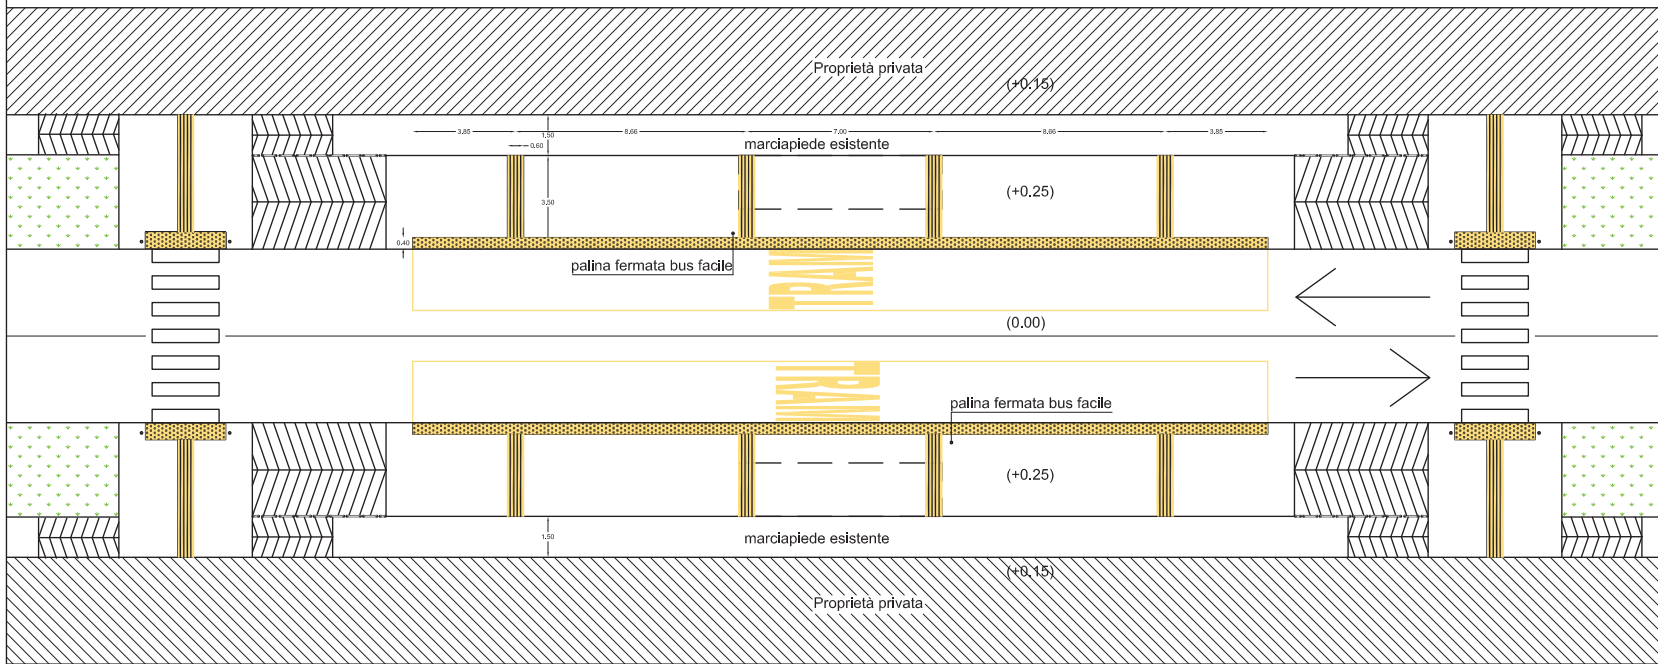 Proprietà privata
(+0.15)
3.85
8.66
7.00
8.66
3.85
1.50
0.60
marciapiede esistente
(+0.25)
3.50
0.40
palina fermata bus facile
TRAM
(0.00)
TRAM
palina fermata bus facile
(+0.25)
1.50
marciapiede esistente
(+0.15)
Proprietà privata